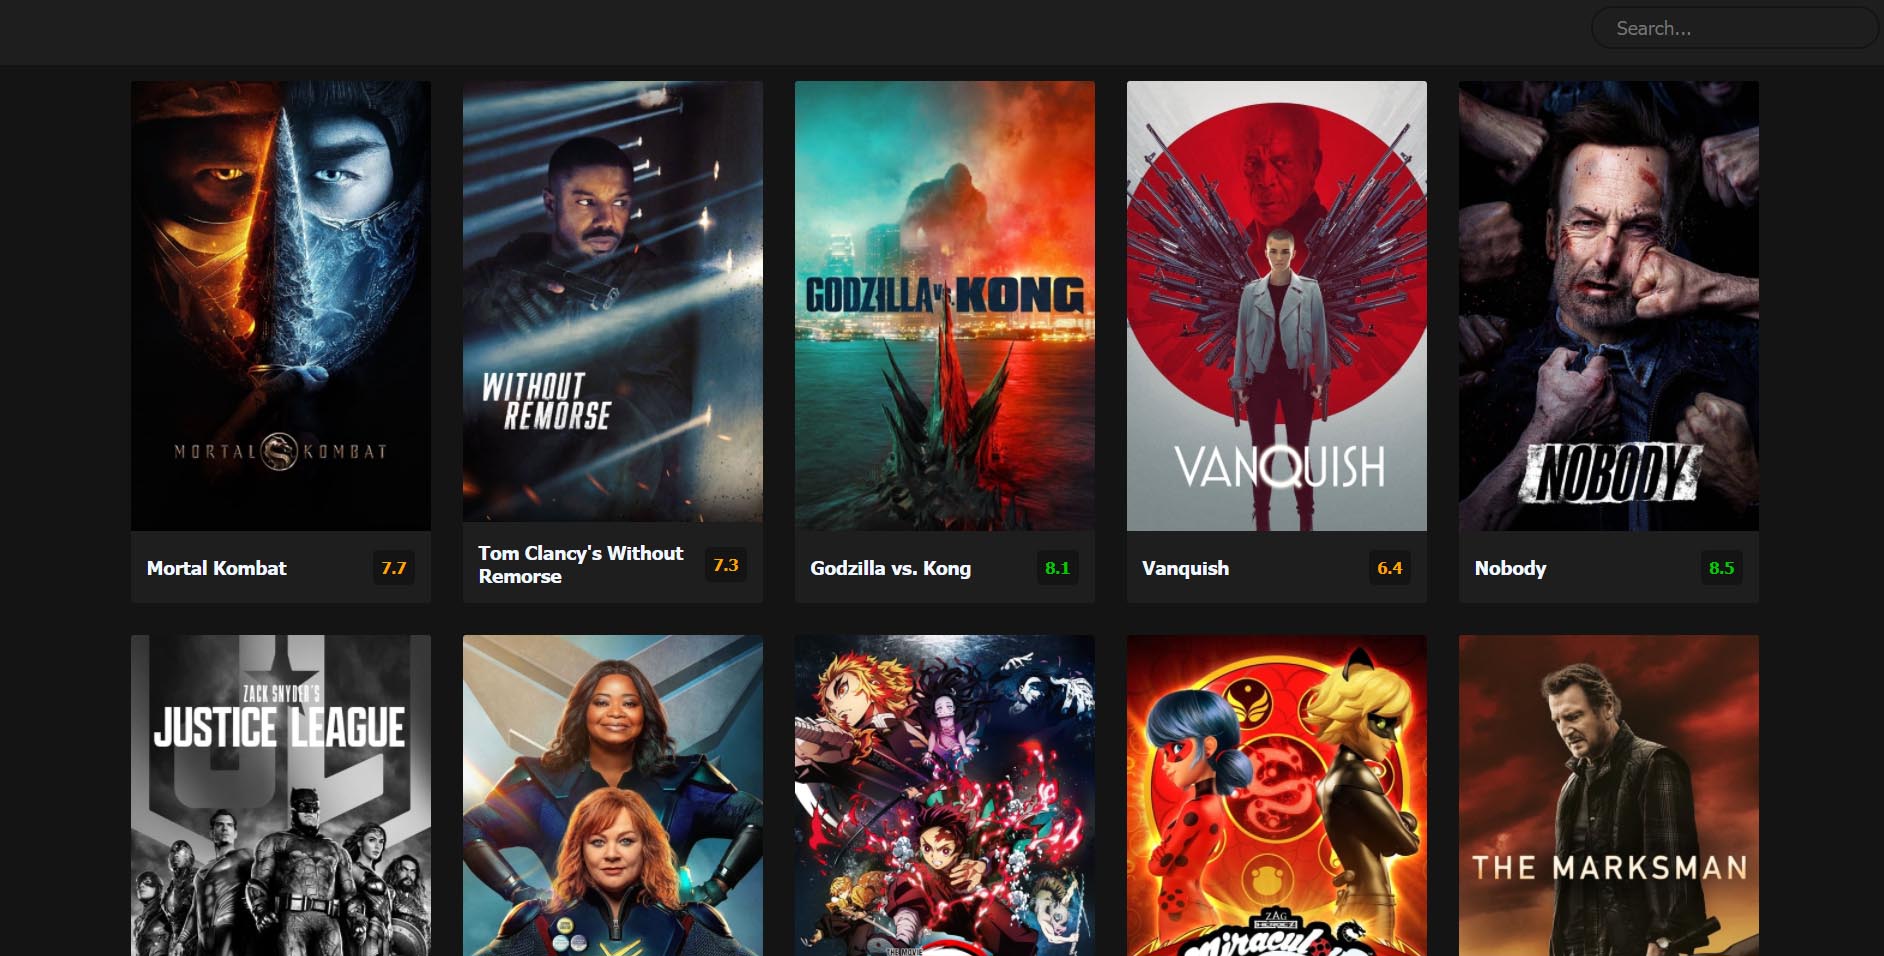 Search...
MORTAL KOMBAT
WITHOUT
REMORSE
GODZILLA VS. KONG
VANQUISH
NOBODY
Mortal Kombat 7.7
Tom Clancy's Without
Remorse
7.3
Godzilla vs. Kong 8.1
Vanquish 6.4
Nobody 8.5
ZACK SNYDER'S
JUSTICE LEAGUE
THE MOVIE
ZAG
HEROEZ
THE MARKSMAN